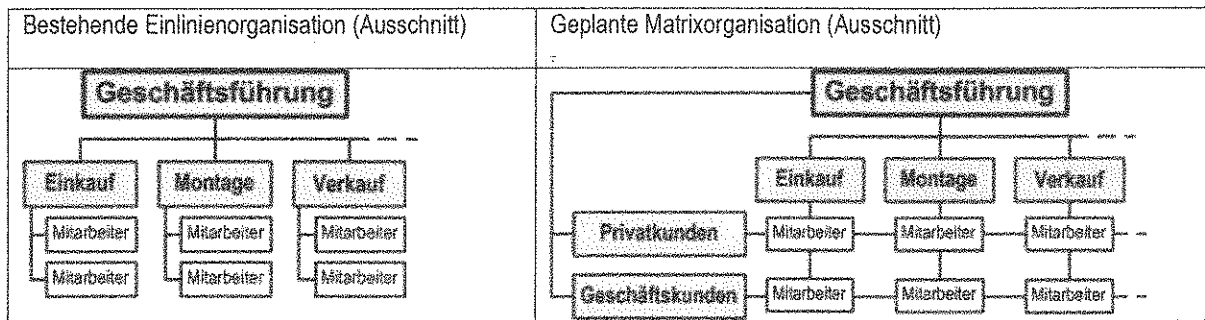 Bestehende Einlinienorganisation (Ausschnitt)
Geschäftsführung
Einkauf Montage Verkauf
Mitarbeiter Mitarbeiter Mitarbeiter
Mitarbeiter Mitarbeiter Mitarbeiter
Geplante Matrixorganisation (Ausschnitt)
Geschäftsführung
Einkauf Montage Verkauf
Privatkunden Mitarbeiter Mitarbeiter Mitarbeiter
Geschäftskunden Mitarbeiter Mitarbeiter Mitarbeiter